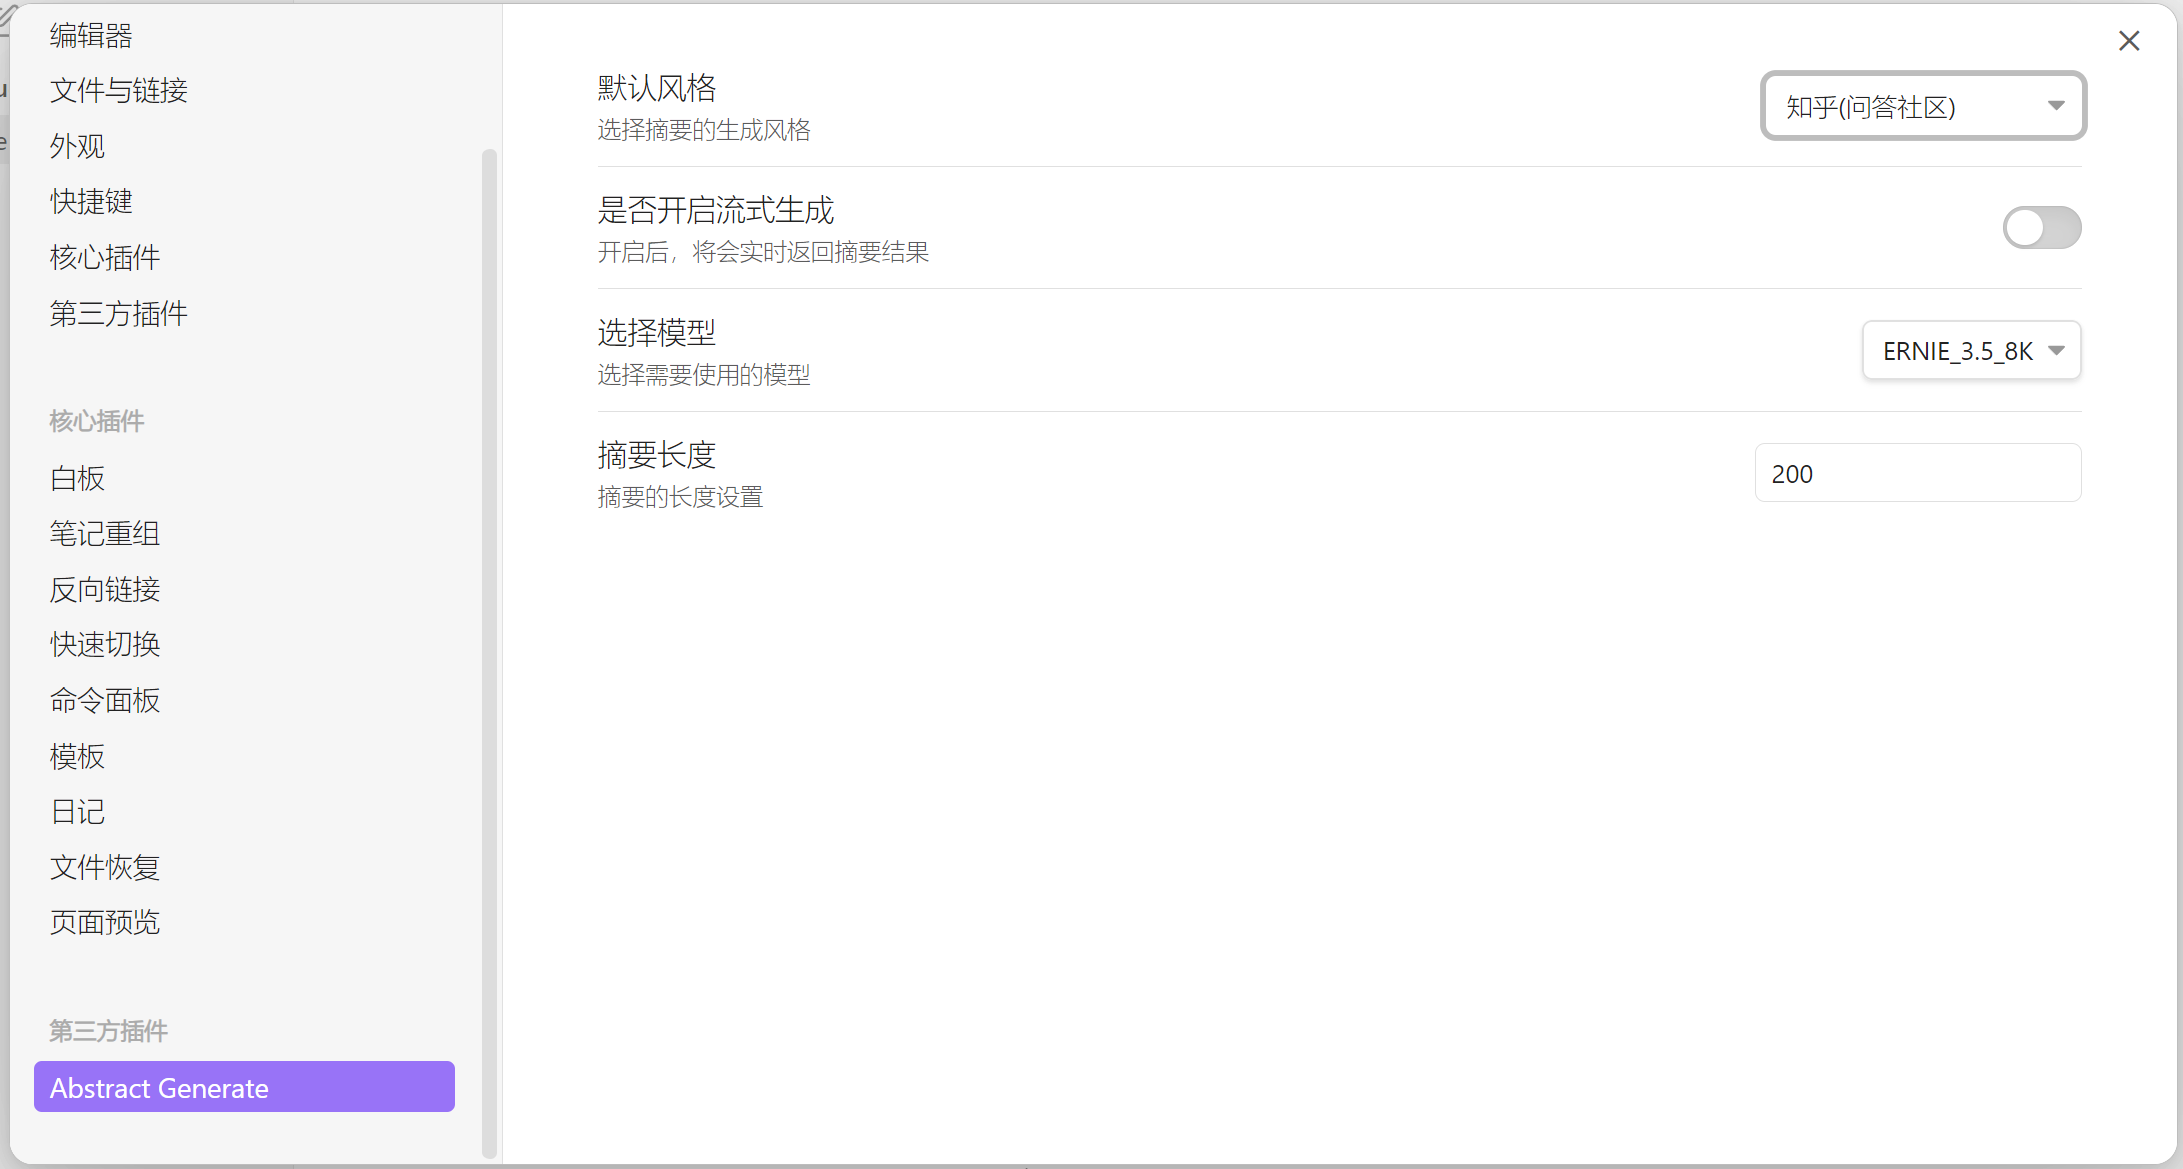 编辑器
文件与链接
外观
快捷键
核心插件
第三方插件
核心插件
白板
笔记重组
反向链接
快速切换
命令面板
模板
日记
文件恢复
页面预览
第三方插件
Abstract Generate
默认风格
选择摘要的生成风格
知乎(问答社区)
是否开启流式生成
开启后，将会实时返回摘要结果
选择模型
选择需要使用的模型
ERNIE_3.5_8K
摘要长度
摘要的长度设置
200